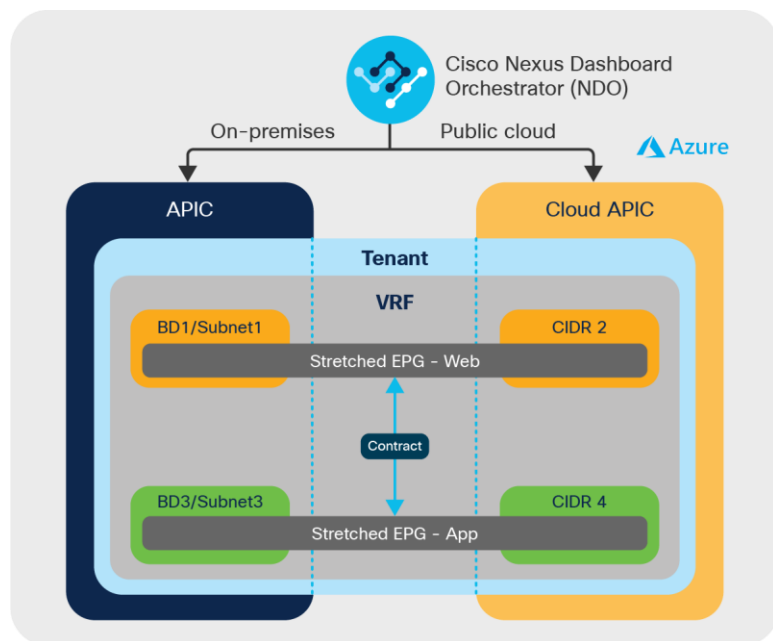 Cisco Nexus Dashboard
Orchestrator (NDO)
On-premises
Public cloud
Azure
APIC
Cloud APIC
Tenant
VRF
BD1/Subnet1
CIDR 2
Stretched EPG - Web
Contract
BD3/Subnet3
CIDR 4
Stretched EPG - App